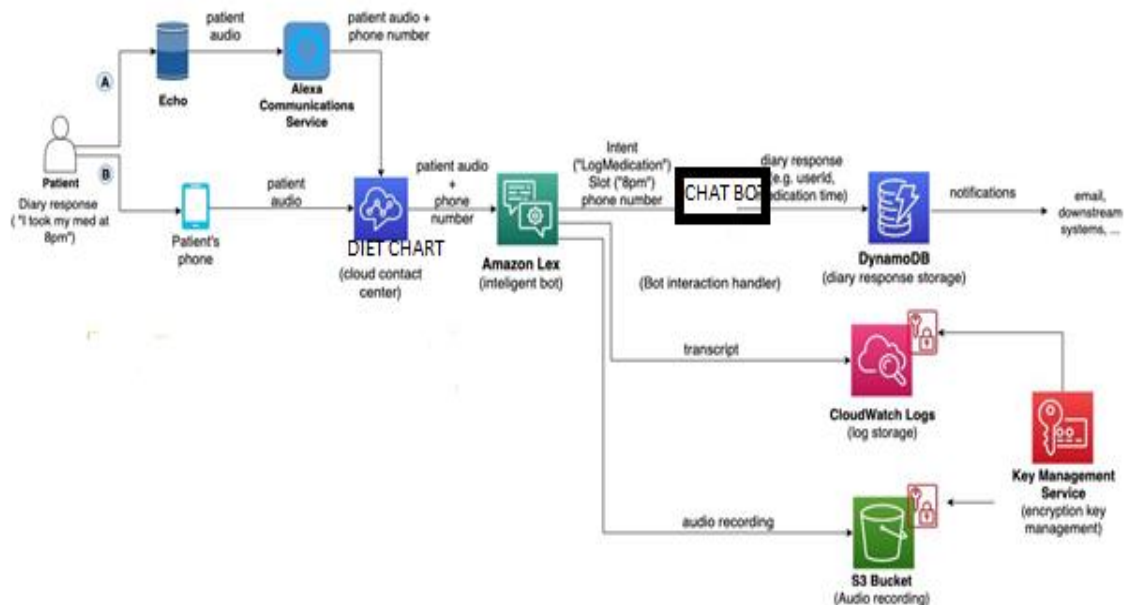 patient
audio
patient audio +
phone number
A
Echo
Alexa
Communications
Service
B
Patient
Diary response
( "I took my med at
8pm")
patient
audio
Patient's
phone
DIET CHART
(cloud contact
center)
patient audio
+
phone
number
Amazon Lex
(inteligent bot)
Intent
("LogMedication")
Slot ("8pm")
phone number
CHAT BOT
diary response
(e.g. userId,
edication time)
(Bot interaction handler)
DynamoDB
(diary response storage)
notifications
email,
downstream
systems, ...
transcript
CloudWatch Logs
(log storage)
Key Management
Service
(encryption key
management)
audio recording
S3 Bucket
(Audio recording)